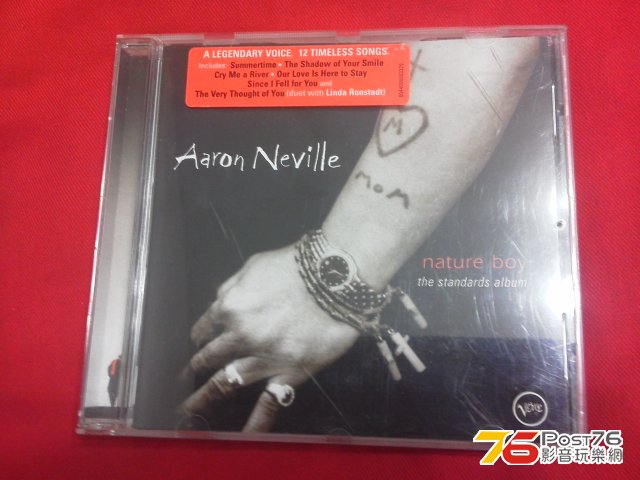 A LEGENDARY VOICE. 12 TIMELESS SONGS.
Includes: Summertime • The Shadow of Your Smile
Cry Me a River • Our Love Is Here to Stay
Since I Fell for You and
The Very Thought of You (duet with Linda Ronstadt)
Aaron Neville
M
MOM
nature boy
the standards album
Verve
76 POST76
影音玩樂網